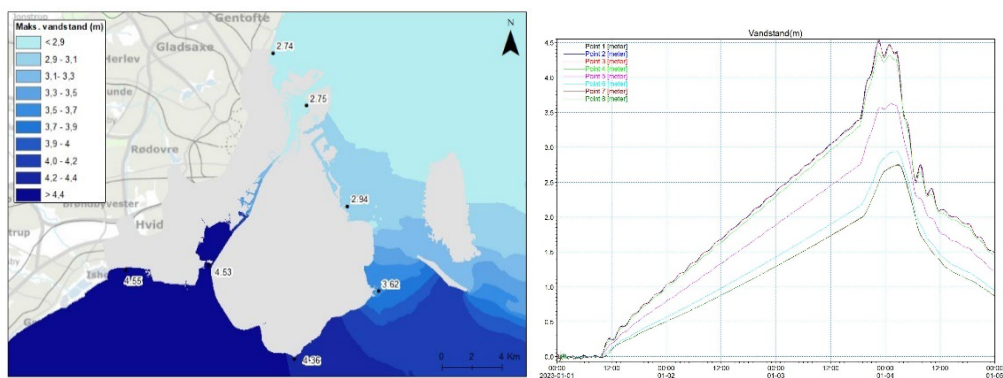 Maks. vandstand (m)
< 2,9
2,9 - 3,1
3,1- 3,3
3,3 - 3,5
3,5 - 3,7
3,7 - 3,9
3,9 - 4
4,0 - 4,2
4,2 - 4,4
> 4,4
Gentofte
Gladsaxe
Herlev
Rødovre
Brøndbyvester
Hvid
N
2.74
2.75
2.94
3.62
4.53
4.55
4.36
0 2 4 Km
Vandstand(m)
Point 1 [meter]
Point 2 [meter]
Point 3 [meter]
Point 4 [meter]
Point 5 [meter]
Point 6 [meter]
Point 7 [meter]
Point 8 [meter]
4.5
4.0
3.5
3.0
2.5
2.0
1.5
1.0
0.5
0.0
00:00 12:00 00:00 12:00 00:00 12:00 00:00 12:00 00:00
2023-01-01 01-02 01-03 01-04 01-05